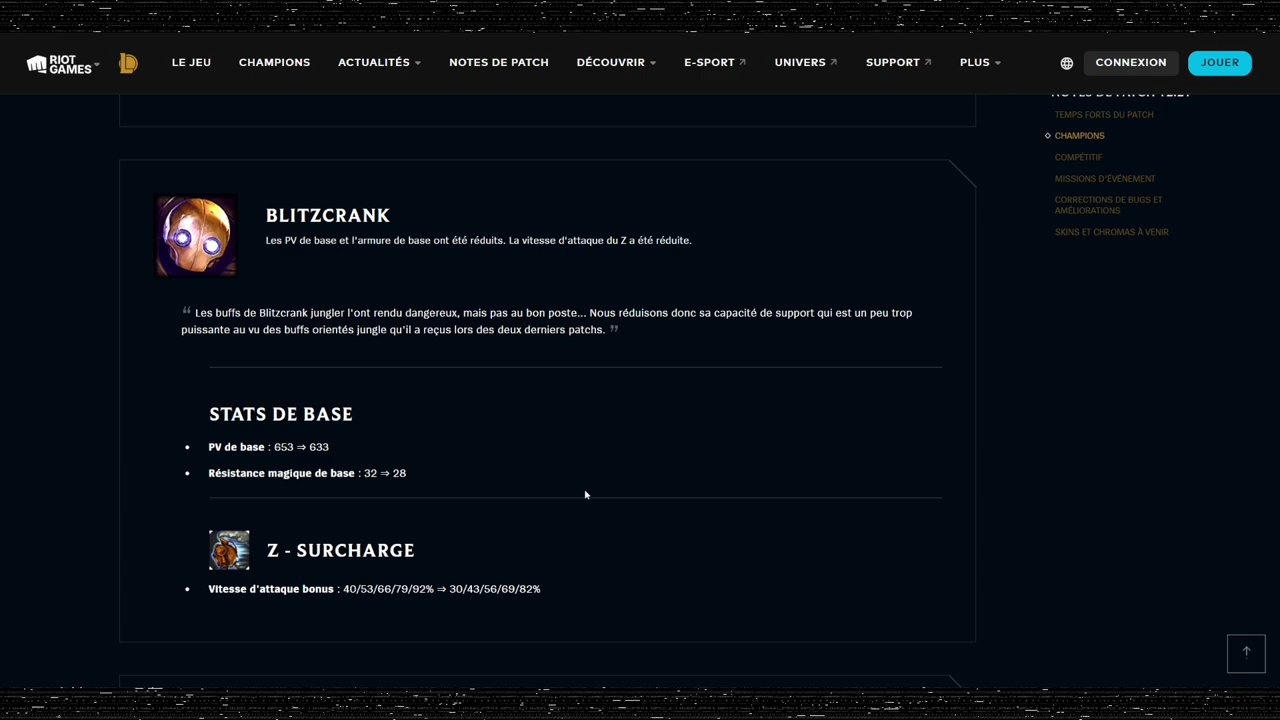 RIOT GAMES
LE JEU CHAMPIONS ACTUALITÉS NOTES DE PATCH DÉCOUVRIR E-SPORT UNIVERS SUPPORT PLUS CONNEXION JOUER
NOTES DE PATCH 12.21
TEMPS FORTS DU PATCH
CHAMPIONS
COMPÉTITIF
MISSIONS D'ÉVÉNEMENT
CORRECTIONS DE BUGS ET
AMÉLIORATIONS
SKINS ET CHROMAS À VENIR
BLITZCRANK
Les PV de base et l'armure de base ont été réduits. La vitesse d'attaque du Z a été réduite.
“ Les buffs de Blitzcrank jungler l'ont rendu dangereux, mais pas au bon poste... Nous réduisons donc sa capacité de support qui est un peu trop
puissante au vu des buffs orientés jungle qu'il a reçus lors des deux derniers patchs. ”
STATS DE BASE
• PV de base : 653 ⇒ 633
• Résistance magique de base : 32 ⇒ 28
Z - SURCHARGE
• Vitesse d'attaque bonus : 40/53/66/79/92% ⇒ 30/43/56/69/82%